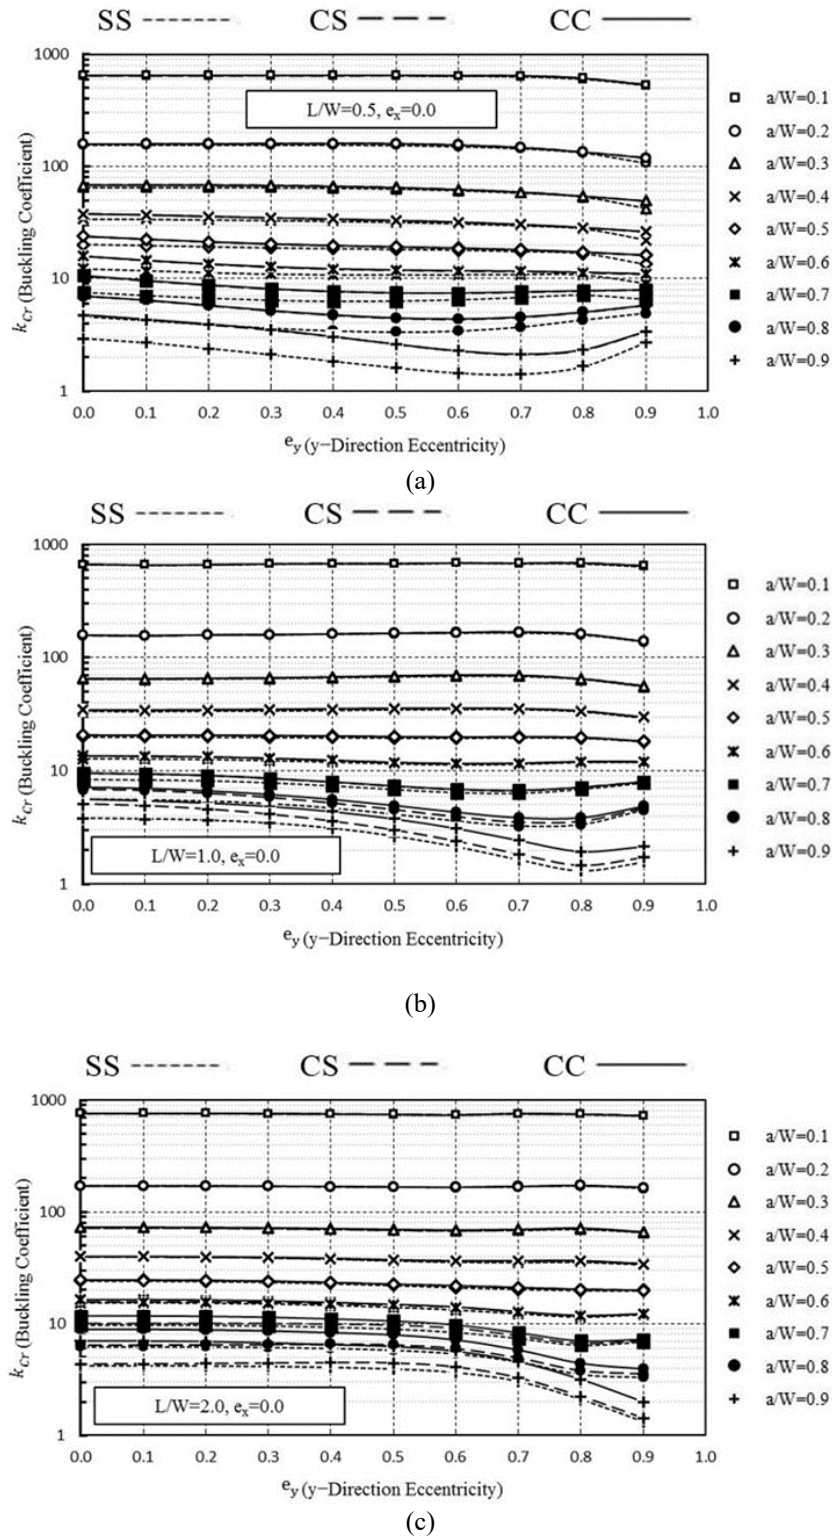 SS CS CC
1000
100
10
1
k_Cr (Buckling Coefficient)
L/W=0.5, e_x=0.0
0.0 0.1 0.2 0.3 0.4 0.5 0.6 0.7 0.8 0.9 1.0
e_y (y−Direction Eccentricity)
a/W=0.1
a/W=0.2
a/W=0.3
a/W=0.4
a/W=0.5
a/W=0.6
a/W=0.7
a/W=0.8
a/W=0.9
(a)
SS CS CC
1000
100
10
1
k_Cr (Buckling Coefficient)
L/W=1.0, e_x=0.0
0.0 0.1 0.2 0.3 0.4 0.5 0.6 0.7 0.8 0.9 1.0
e_y (y−Direction Eccentricity)
a/W=0.1
a/W=0.2
a/W=0.3
a/W=0.4
a/W=0.5
a/W=0.6
a/W=0.7
a/W=0.8
a/W=0.9
(b)
SS CS CC
1000
100
10
1
k_Cr (Buckling Coefficient)
L/W=2.0, e_x=0.0
0.0 0.1 0.2 0.3 0.4 0.5 0.6 0.7 0.8 0.9 1.0
e_y (y−Direction Eccentricity)
a/W=0.1
a/W=0.2
a/W=0.3
a/W=0.4
a/W=0.5
a/W=0.6
a/W=0.7
a/W=0.8
a/W=0.9
(c)